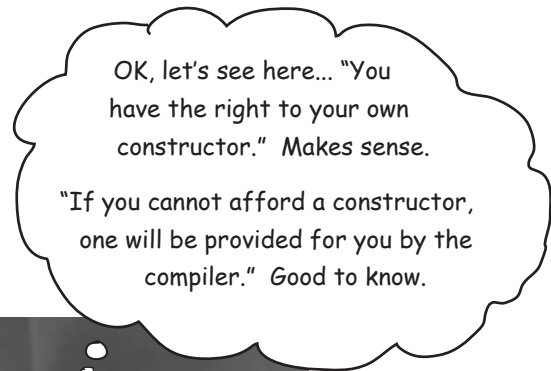 OK, let's see here... “You
have the right to your own
constructor.” Makes sense.
“If you cannot afford a constructor,
one will be provided for you by the
compiler.” Good to know.